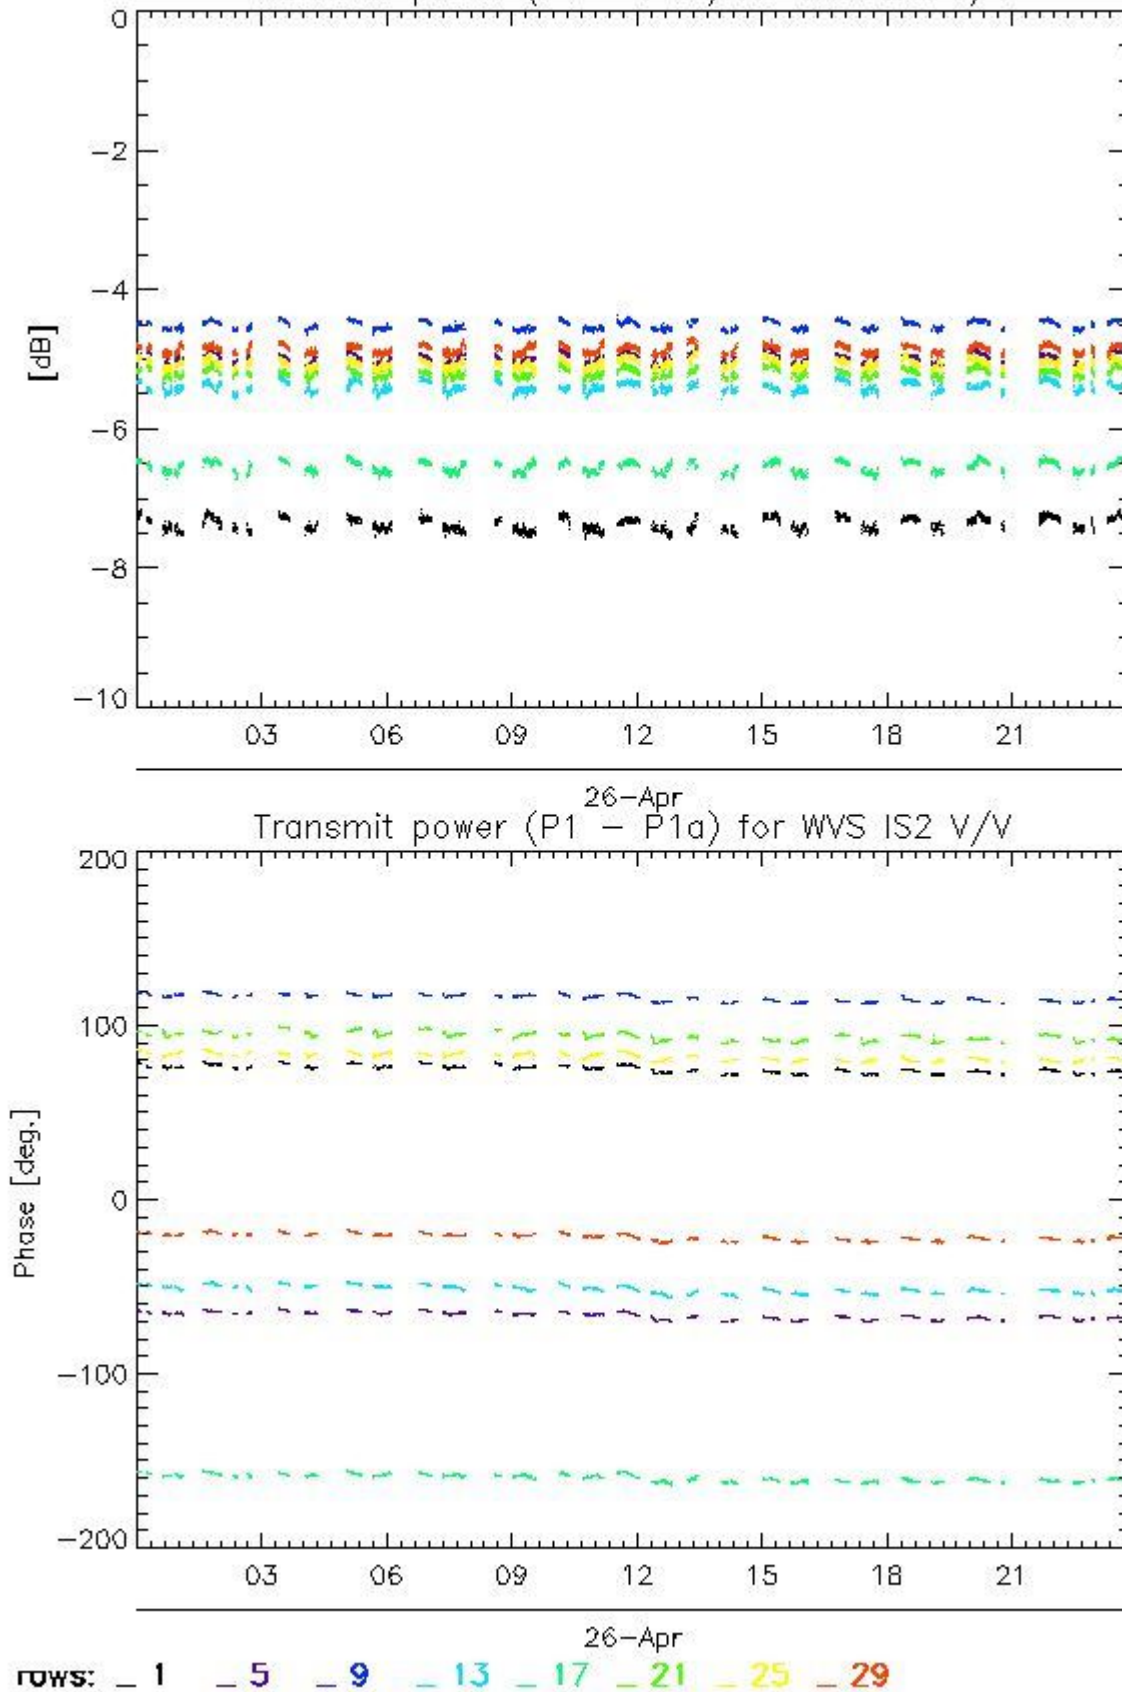 0
-2
-4
[dB]
-6
-8
-10
03 06 09 12 15 18 21
26-Apr
Transmit power (P1 - P1a) for WVS IS2 V/V
200
100
0
Phase [deg.]
-100
-200
03 06 09 12 15 18 21
26-Apr
rows: _ 1 _ 5 _ 9 _ 13 _ 17 _ 21 _ 25 _ 29